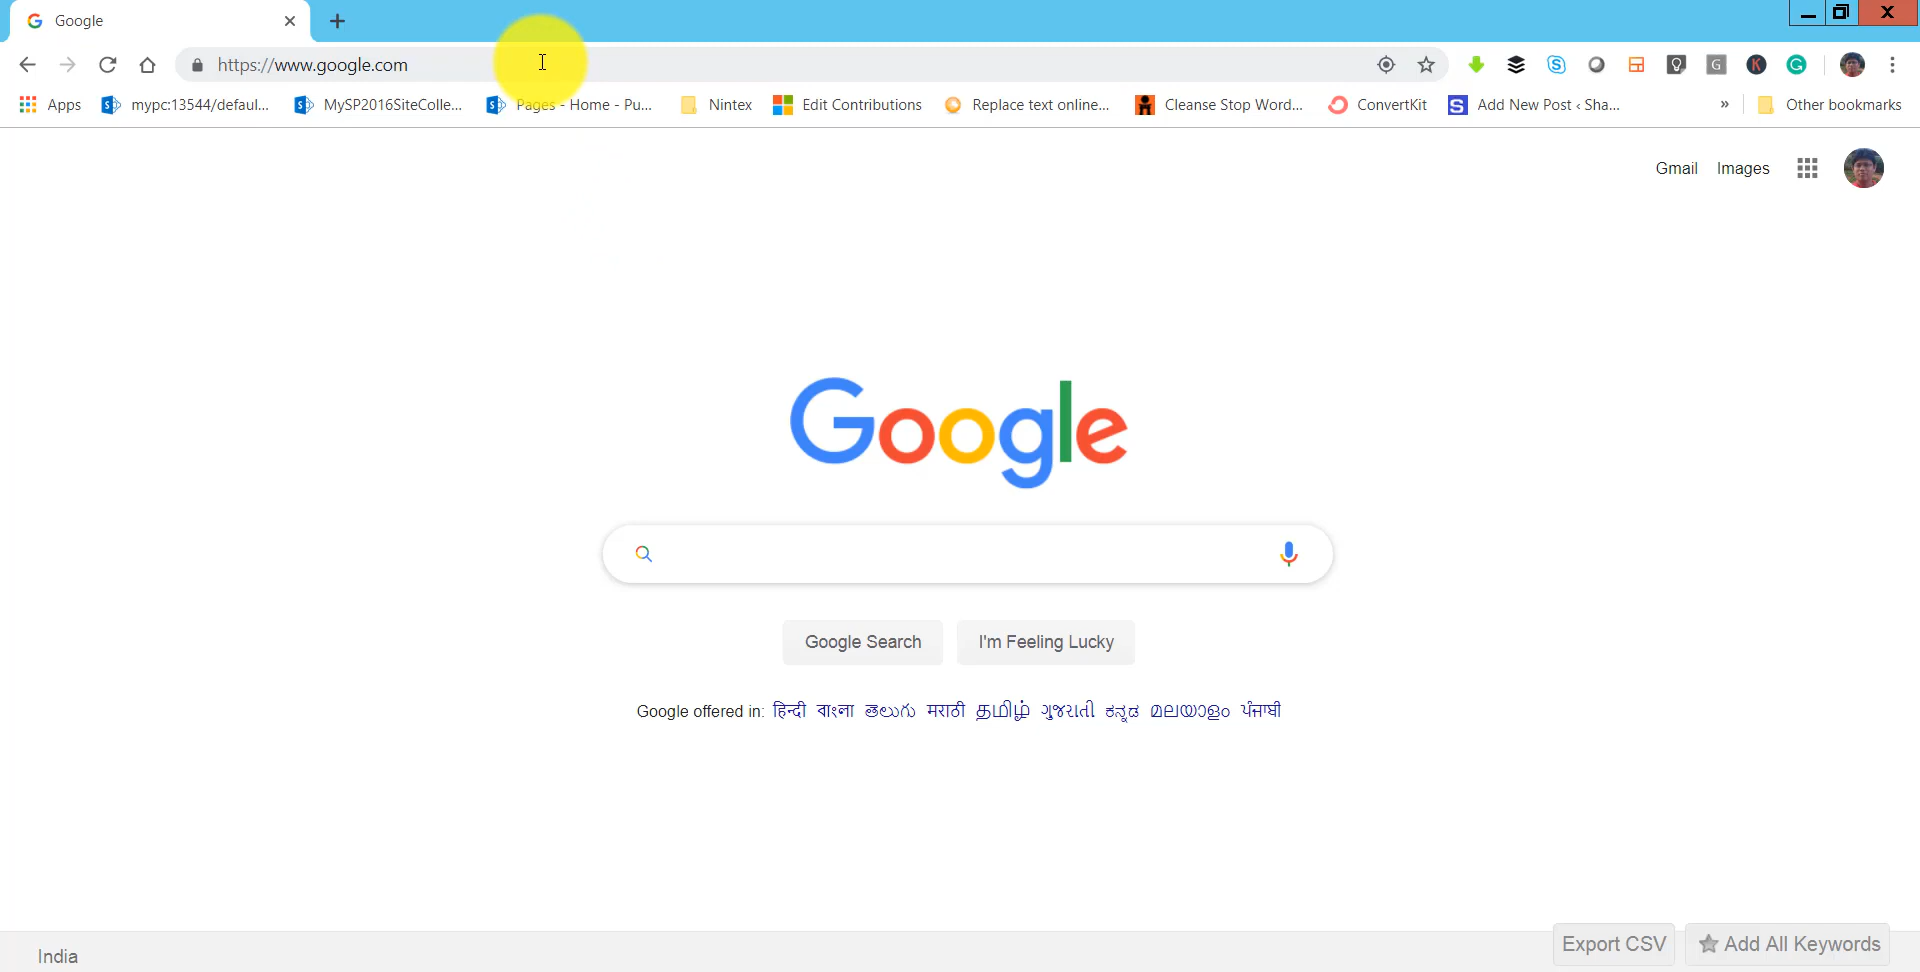 Google
https://www.google.com
Apps mypc:13544/defaul... MySP2016SiteColle... Pages - Home - Pu... Nintex Edit Contributions Replace text online... Cleanse Stop Word... ConvertKit Add New Post ‹ Sha... » Other bookmarks
Gmail Images
Google
Google Search I'm Feeling Lucky
Google offered in: हिन्दी বাংলা తెలుగు मराठी தமிழ் ગુજરાતી ಕನ್ನಡ മലയാളം ਪੰਜਾਬੀ
Export CSV Add All Keywords
India